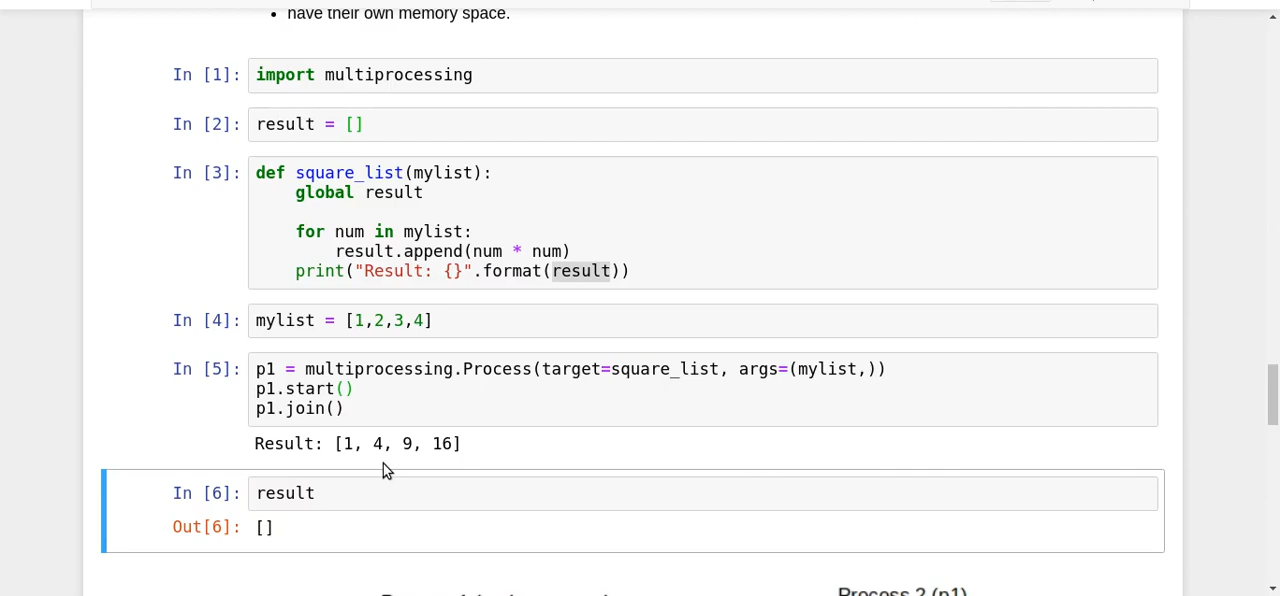 have their own memory space.
In [1]: import multiprocessing
In [2]: result = []
In [3]: def square_list(mylist):
global result
for num in mylist:
result.append(num * num)
print("Result: {}".format(result))
In [4]: mylist = [1,2,3,4]
In [5]: p1 = multiprocessing.Process(target=square_list, args=(mylist,))
p1.start()
p1.join()
Result: [1, 4, 9, 16]
In [6]: result
Out[6]: []
Process 2 (p1)